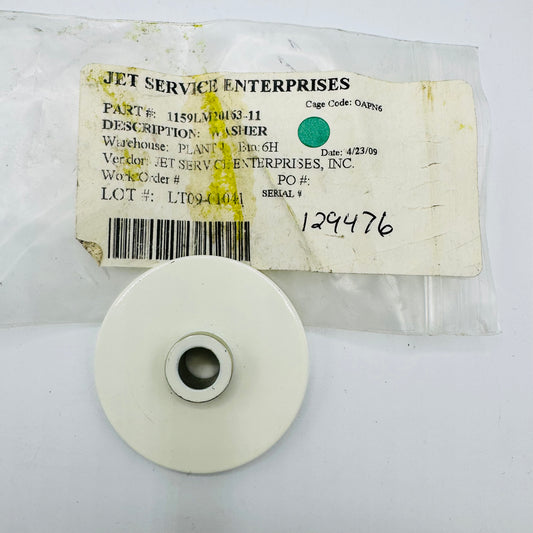 JET SERVICE ENTERPRISES
PART #: 1159LM20163-11 Cage Code: OAPN6
DESCRIPTION: WASHER
Warehouse: PLANT Bin: 6H Date: 4/23/09
Vendor: JET SERVICE ENTERPRISES, INC.
Work Order # PO #:
LOT #: LT09-01041 SERIAL #
129476